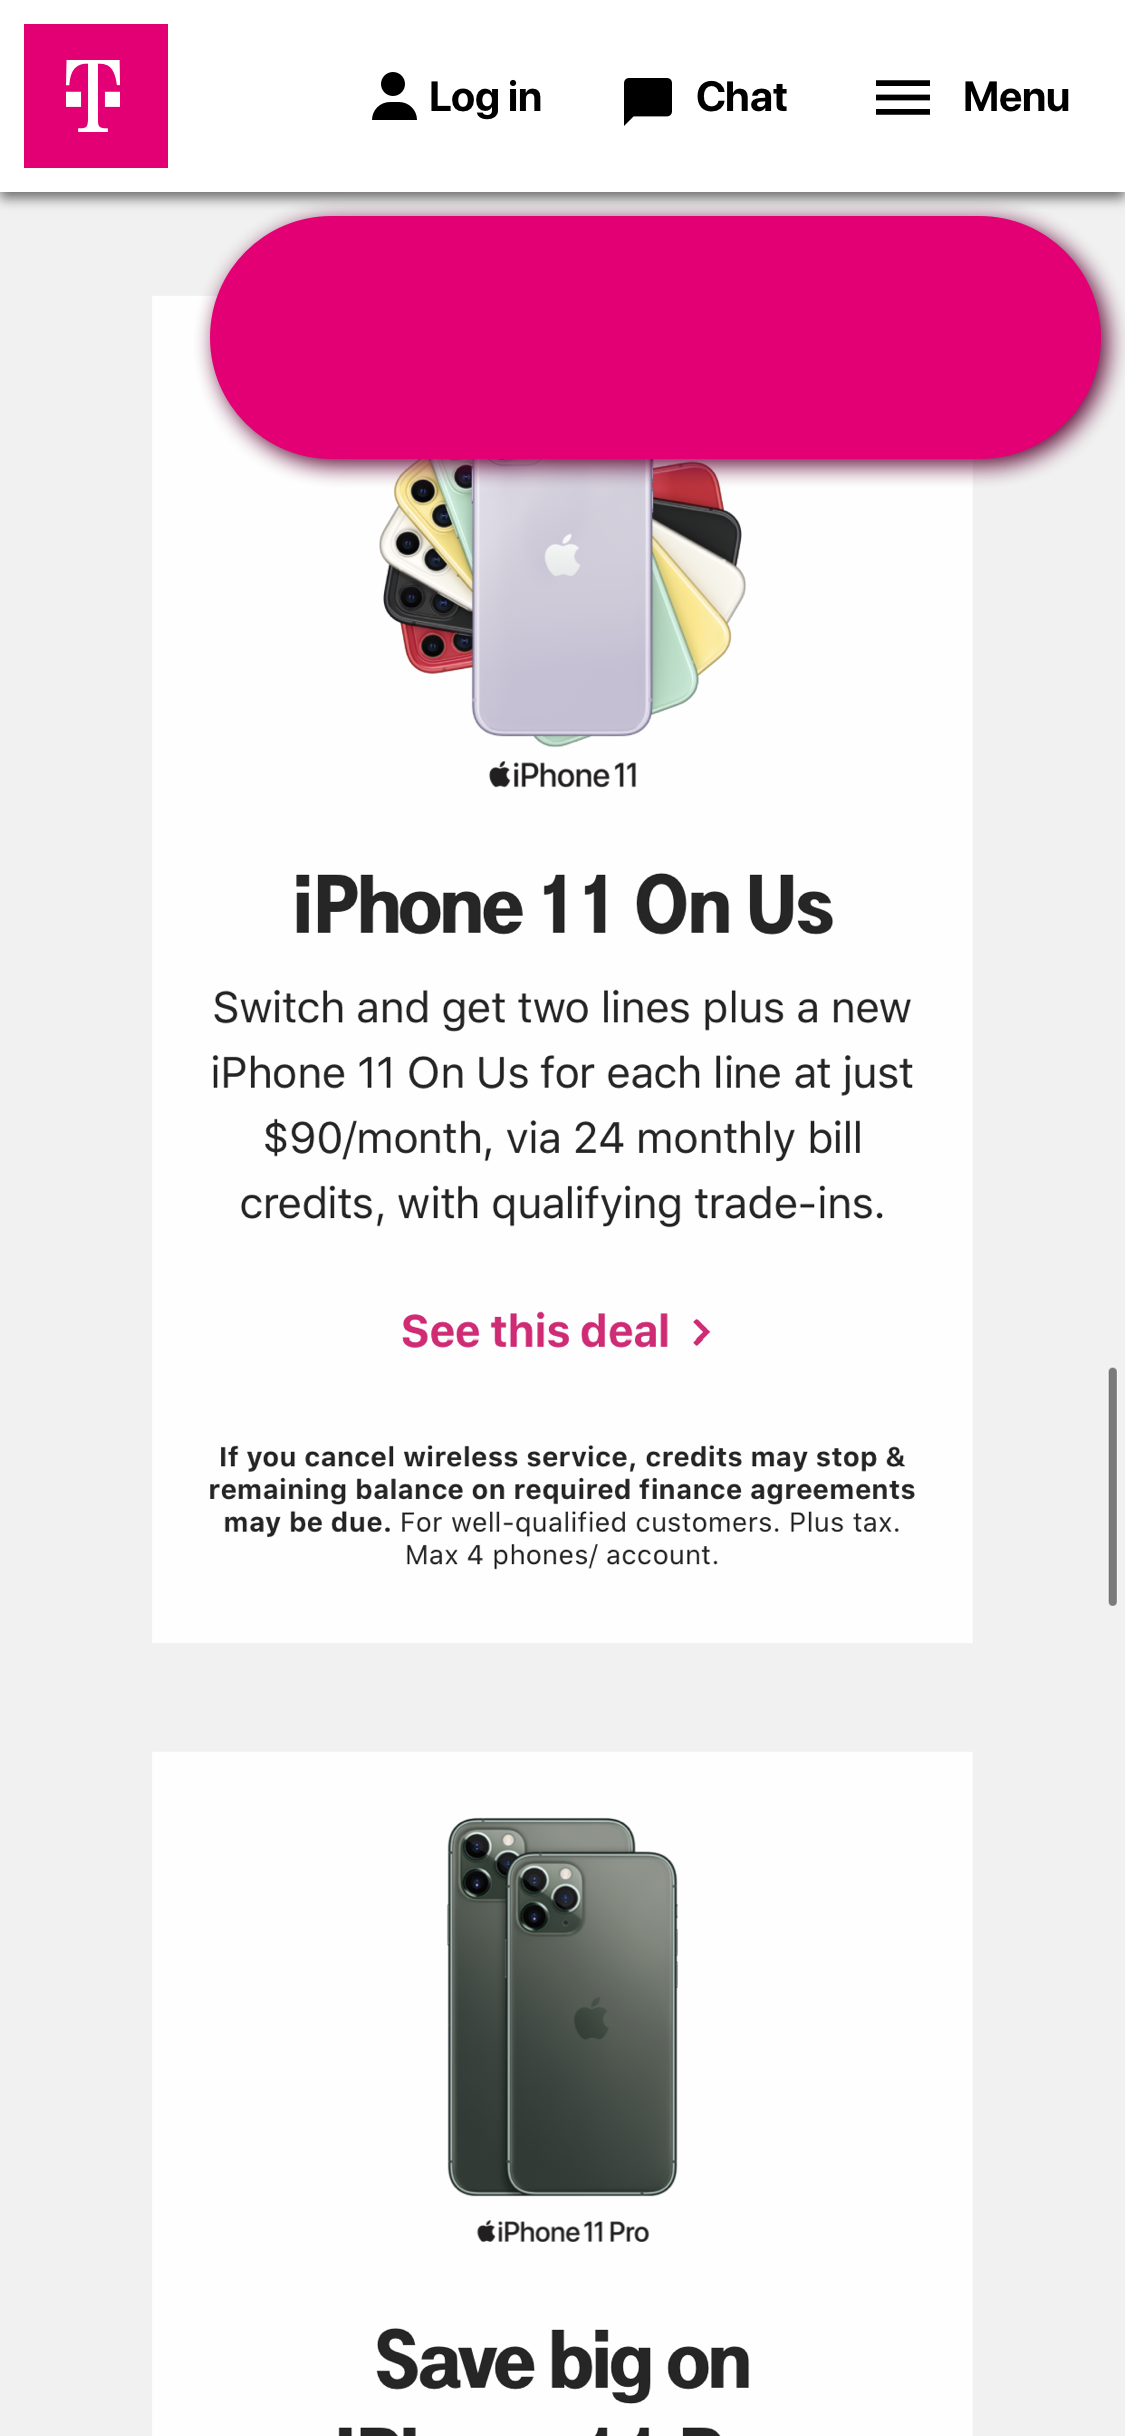 T
Log in
Chat
Menu
iPhone 11
iPhone 11 On Us
Switch and get two lines plus a new
iPhone 11 On Us for each line at just
$90/month, via 24 monthly bill
credits, with qualifying trade-ins.
See this deal
If you cancel wireless service, credits may stop &
remaining balance on required finance agreements
may be due. For well-qualified customers. Plus tax.
Max 4 phones/ account.
iPhone 11 Pro
Save big on